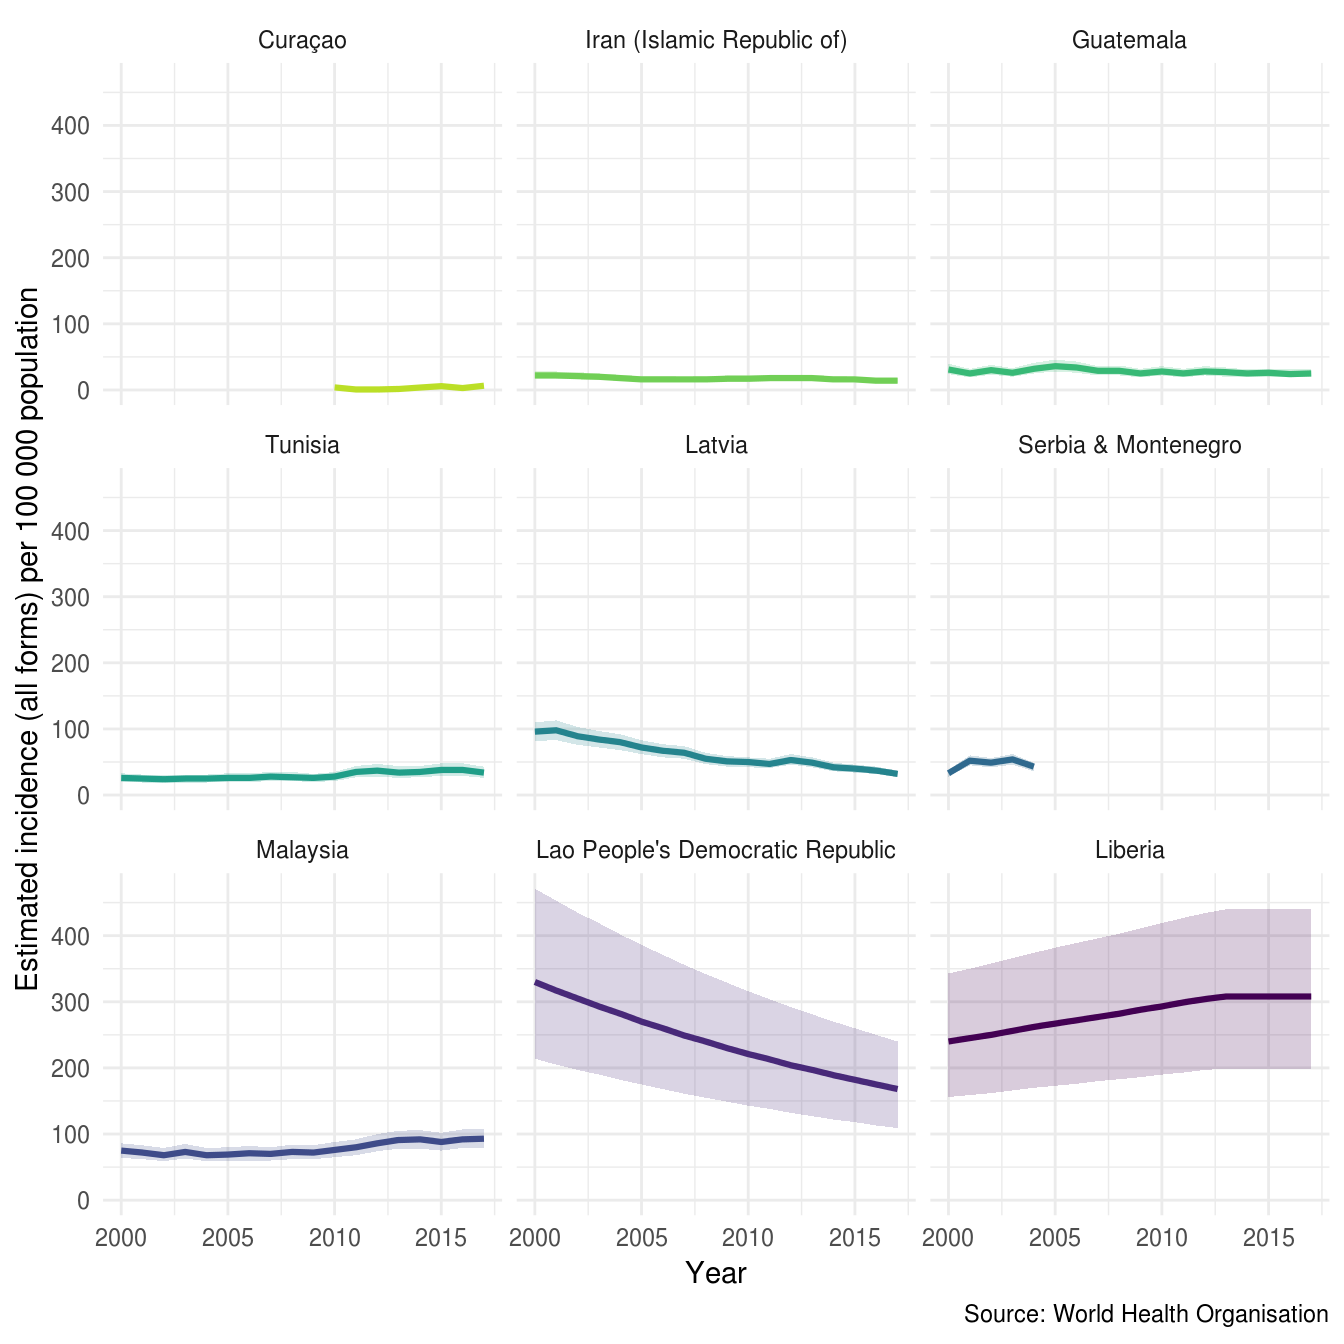 Curaçao
Iran (Islamic Republic of)
Guatemala
400
300
200
100
0
Tunisia
Latvia
Serbia & Montenegro
400
300
200
100
0
Malaysia
Lao People's Democratic Republic
Liberia
400
300
200
100
0
2000 2005 2010 2015
2000 2005 2010 2015
2000 2005 2010 2015
Estimated incidence (all forms) per 100 000 population
Year
Source: World Health Organisation